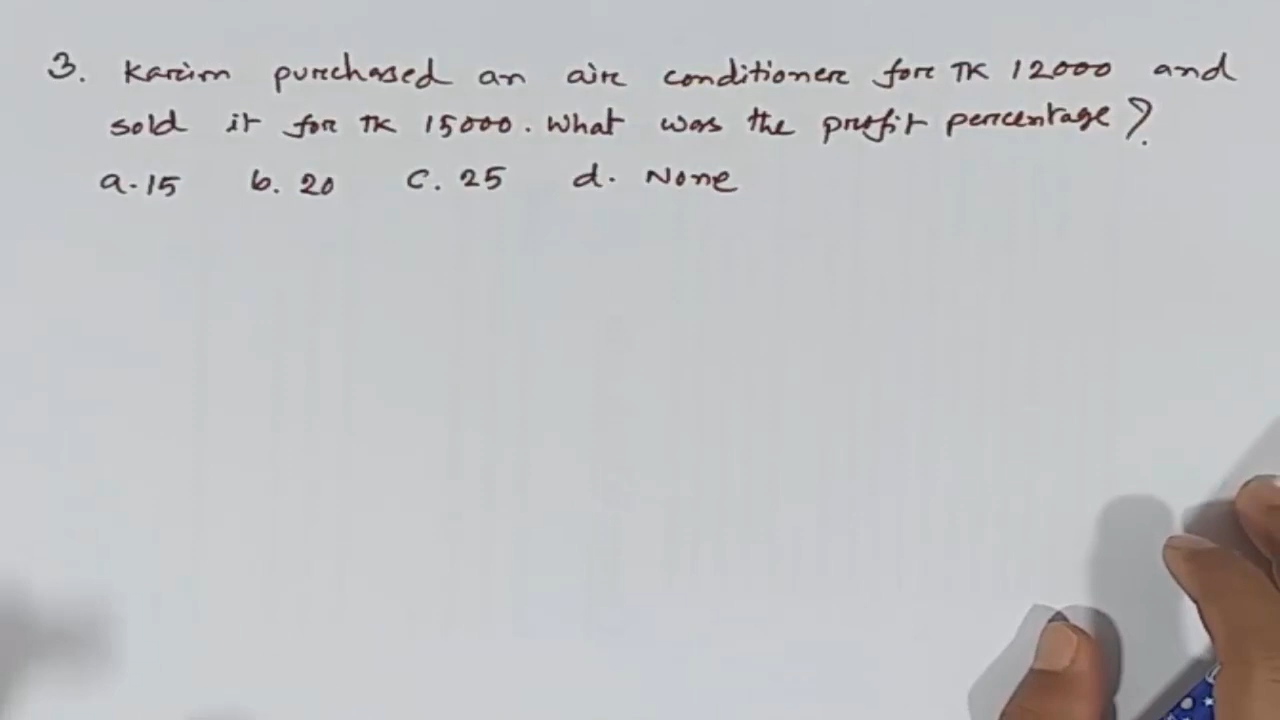 3. Karim purchased an air conditioner for TK 12000 and
sold it for TK 15000. What was the profit percentage?
a. 15 b. 20 c. 25 d. None